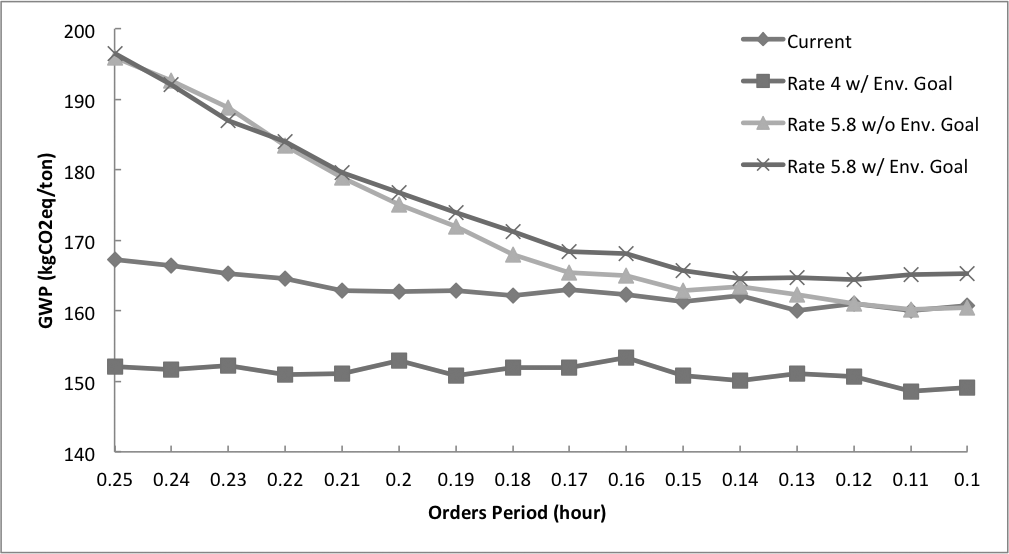 200
190
180
170
160
150
140
GWP (kgCO2eq/ton)
Current
Rate 4 w/ Env. Goal
Rate 5.8 w/o Env. Goal
Rate 5.8 w/ Env. Goal
0.25 0.24 0.23 0.22 0.21 0.2 0.19 0.18 0.17 0.16 0.15 0.14 0.13 0.12 0.11 0.1
Orders Period (hour)